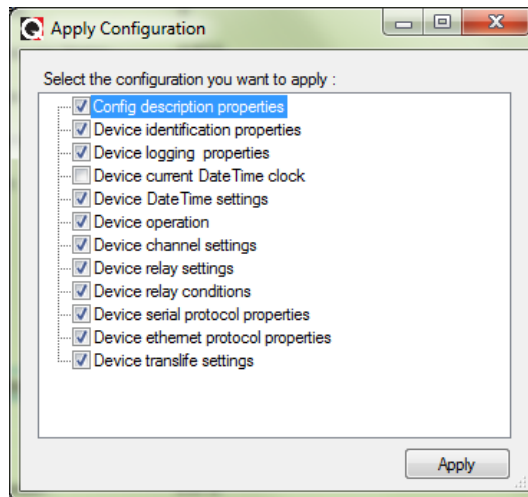 Apply Configuration
Select the configuration you want to apply :
Config description properties
Device identification properties
Device logging  properties
Device current DateTime clock
Device DateTime settings
Device operation
Device channel settings
Device relay settings
Device relay conditions
Device serial protocol properties
Device ethernet protocol properties
Device translife settings
Apply